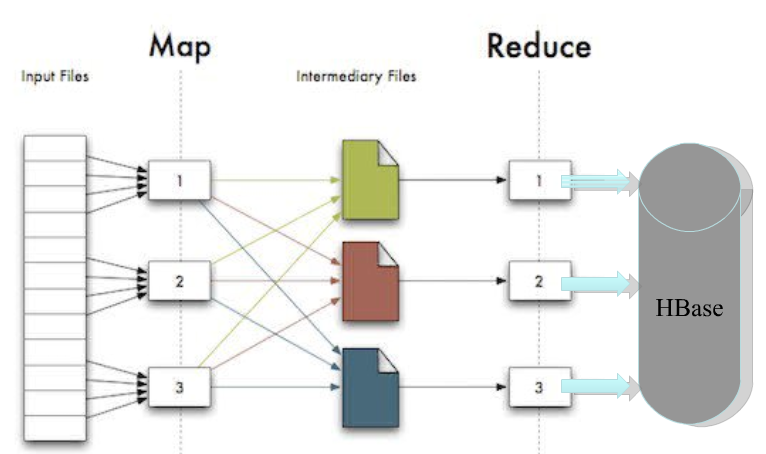 Map
Reduce
Input Files
Intermediary Files
1
1
2
2
HBase
3
3